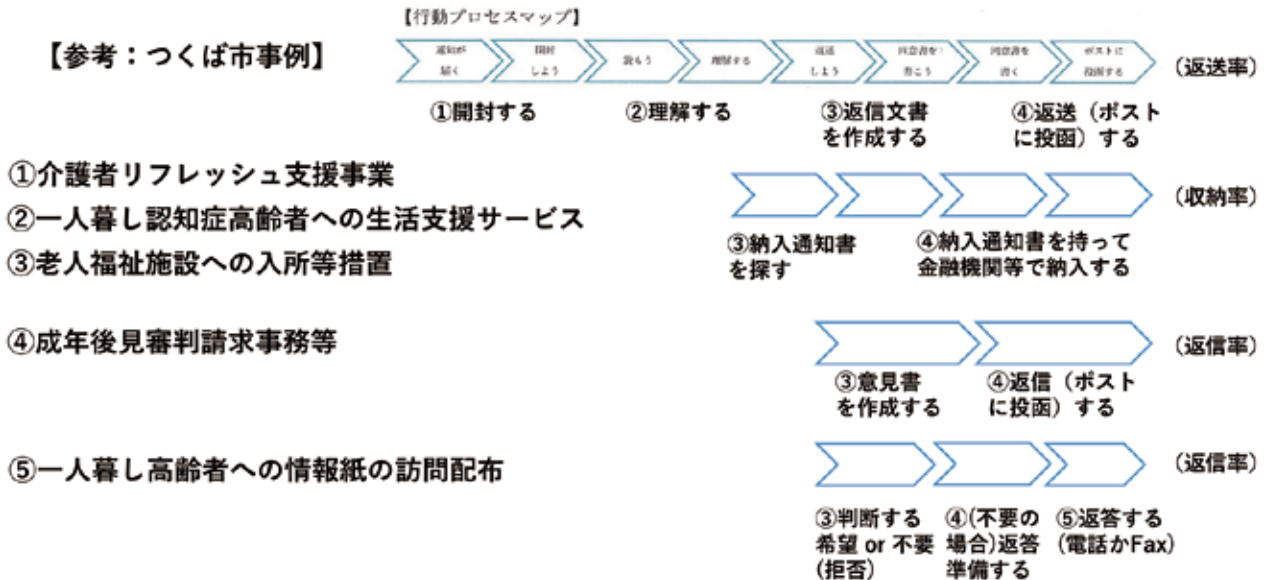 【行動プロセスマップ】
【参考：つくば市事例】
通知が
届く
開封
しよう
読もう
理解する
返送
しよう
同意書を
書こう
同意書を
書く
ポストに
投函する
（返送率）
①開封する
②理解する
③返信文書
を作成する
④返送（ポスト
に投函）する
①介護者リフレッシュ支援事業
②一人暮し認知症高齢者への生活支援サービス
③老人福祉施設への入所等措置
（収納率）
③納入通知書
を探す
④納入通知書を持って
金融機関等で納入する
④成年後見審判請求事務等
（返信率）
③意見書
を作成する
④返信（ポスト
に投函）する
⑤一人暮し高齢者への情報紙の訪問配布
（返信率）
③判断する
希望 or 不要
(拒否)
④(不要の
場合)返答
準備する
⑤返答する
(電話かFax)